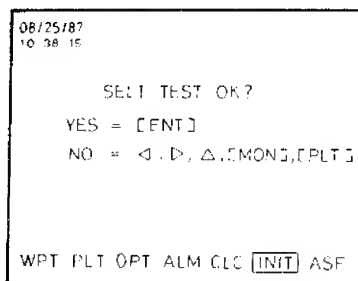 08/25/87
10 38 15
SELF TEST OK?
YES = [ENT]
NO = ◁, ▷, △, [MON], [PLT]
WPT PLT OPT ALM CLC INIT ASF